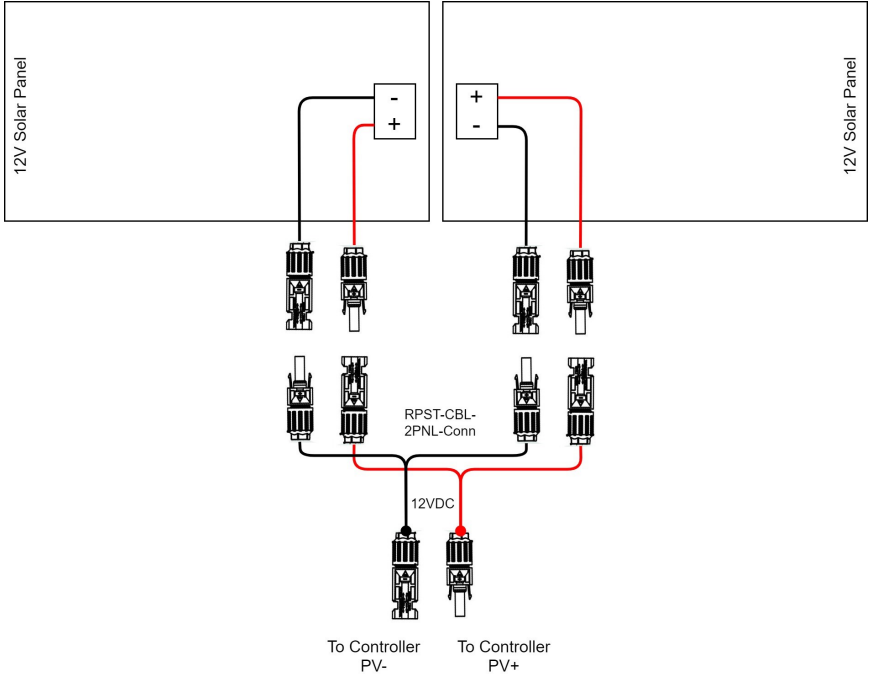 12V Solar Panel
-
+
+
-
12V Solar Panel
RPST-CBL-
2PNL-Conn
12VDC
To Controller
PV-
To Controller
PV+